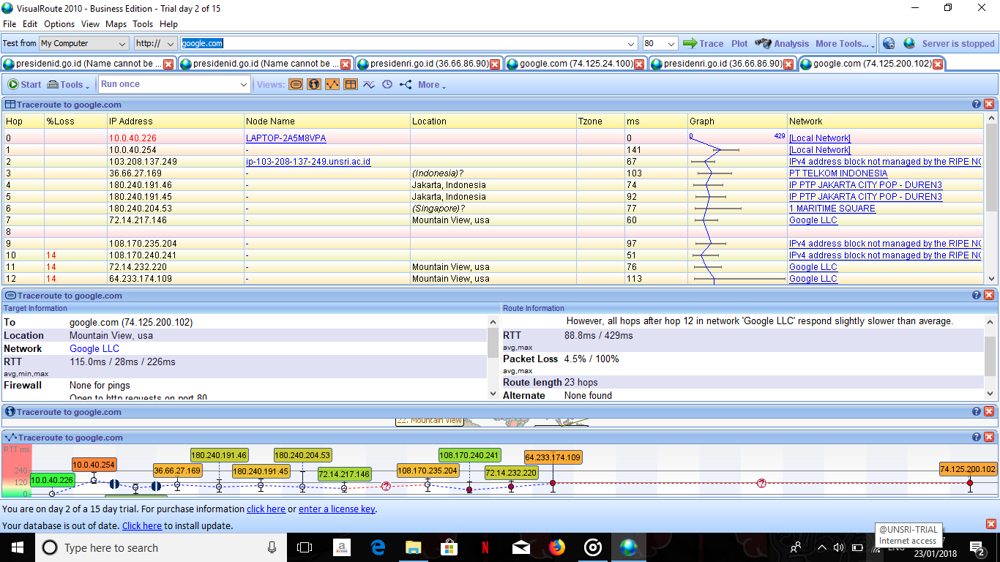 VisualRoute 2010 - Business Edition - Trial day 2 of 15
File Edit Options View Maps Tools Help
Test from My Computer http:// google.com 80 Trace Plot Analysis More Tools... Server is stopped
presidenid.go.id (Name cannot be ... presidenid.go.id (Name cannot be ... presidenri.go.id (36.66.86.90) google.com (74.125.24.100) presidenri.go.id (36.66.86.90) google.com (74.125.200.102)
Start Tools Run once Views: More
Traceroute to google.com
Hop %Loss IP Address Node Name Location Tzone ms Graph Network
0 10.0.40.226 LAPTOP-2A5M8VPA 0 0 429 [Local Network]
1 10.0.40.254 - 141 [Local Network]
2 103.208.137.249 ip-103-208-137-249.unsri.ac.id 67 IPv4 address block not managed by the RIPE NC
3 36.66.27.169 - (Indonesia)? 103 PT TELKOM INDONESIA
4 180.240.191.46 - Jakarta, Indonesia 74 IP PTP JAKARTA CITY POP - DUREN3
5 180.240.191.45 - Jakarta, Indonesia 92 IP PTP JAKARTA CITY POP - DUREN3
6 180.240.204.53 - (Singapore)? 77 1 MARITIME SQUARE
7 72.14.217.146 - Mountain View, usa 60 Google LLC
8
9 108.170.235.204 - 97 IPv4 address block not managed by the RIPE NC
10 14 108.170.240.241 - 51 IPv4 address block not managed by the RIPE NC
11 14 72.14.232.220 - Mountain View, usa 76 Google LLC
12 14 64.233.174.109 - Mountain View, usa 113 Google LLC
Traceroute to google.com
Target Information
To google.com (74.125.200.102)
Location Mountain View, usa
Network Google LLC
RTT 115.0ms / 28ms / 226ms
avg,min,max
Firewall None for pings
Open to http requests on port 80
Route Information
However, all hops after hop 12 in network 'Google LLC' respond slightly slower than average.
RTT 88.8ms / 429ms
avg,max
Packet Loss 4.5% / 100%
avg,max
Route length 23 hops
Alternate None found
Traceroute to google.com
22. Mountain View
Traceroute to google.com
RTT ms
240
120
0
10.0.40.226
10.0.40.254
36.66.27.169
180.240.191.46
180.240.191.45
180.240.204.53
72.14.217.146
?
108.170.235.204
108.170.240.241
72.14.232.220
64.233.174.109
?
74.125.200.102
You are on day 2 of a 15 day trial. For purchase information click here or enter a license key.
Your database is out of date. Click here to install update.
@UNSRI-TRIAL
Internet access
Type here to search
a
N
ENG
7
23/01/2018
2